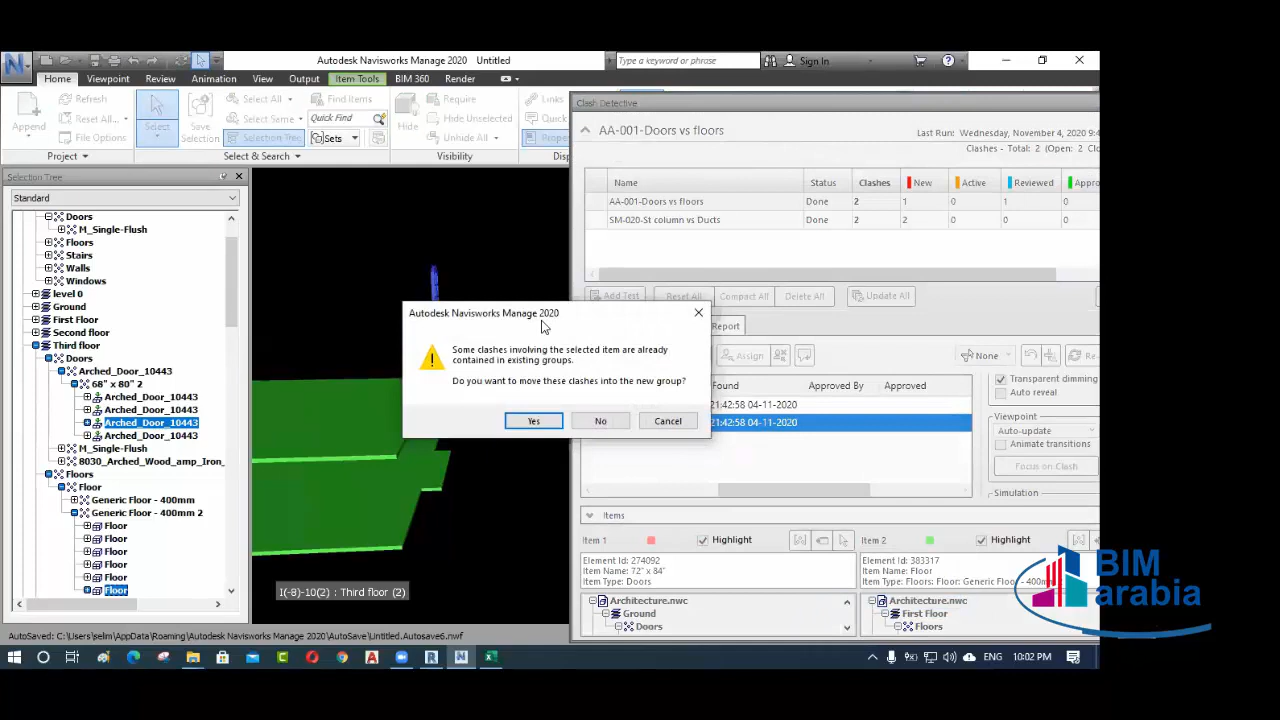 Autodesk Navisworks Manage 2020 Untitled
Type a keyword or phrase
Sign In
Home Viewpoint Review Animation View Output Item Tools BIM 360 Render
Append
Refresh
Reset All...
File Options
Project
Select
Save Selection
Select All
Select Same
Selection Tree
Find Items
Quick Find
Sets
Select & Search
Hide
Require
Hide Unselected
Unhide All
Visibility
Links
Quick
Proper
Disp
Selection Tree
Standard
Doors
M_Single-Flush
Floors
Stairs
Walls
Windows
level 0
Ground
First Floor
Second floor
Third floor
Doors
Arched_Door_10443
68" x 80" 2
Arched_Door_10443
Arched_Door_10443
Arched_Door_10443
Arched_Door_10443
M_Single-Flush
8030_Arched_Wood_amp_Iron_
Floors
Floor
Generic Floor - 400mm
Generic Floor - 400mm 2
Floor
Floor
Floor
Floor
Floor
Floor
I(-8)-10(2) : Third floor (2)
Clash Detective
AA-001-Doors vs floors
Last Run: Wednesday, November 4, 2020 9:4
Clashes - Total: 2 (Open: 2 Clo
Name Status Clashes New Active Reviewed Appro
AA-001-Doors vs floors Done 2 1 0 1 0
SM-020-St column vs Ducts Done 2 2 0 0 0
Add Test Reset All Compact All Delete All Update All
Report
Assign
None
Re
Found Approved By Approved
21:42:58 04-11-2020
21:42:58 04-11-2020
Transparent dimming
Auto reveal
Viewpoint
Auto-update
Animate transitions
Focus on Clash
Simulation
Items
Item 1 Highlight
Element Id: 274092
Item Name: 72" x 84"
Item Type: Doors
Architecture.nwc
Ground
Doors
Item 2 Highlight
Element Id: 383317
Item Name: Floor
Item Type: Floors: Floor: Generic Floor - 400mm
Architecture.nwc
First Floor
Floors
Autodesk Navisworks Manage 2020
Some clashes involving the selected item are already
contained in existing groups.
Do you want to move these clashes into the new group?
Yes No Cancel
BIM
arabia
AutoSaved: C:\Users\selim\AppData\Roaming\Autodesk Navisworks Manage 2020\AutoSave\Untitled.Autosave6.nwf
ENG 10:02 PM